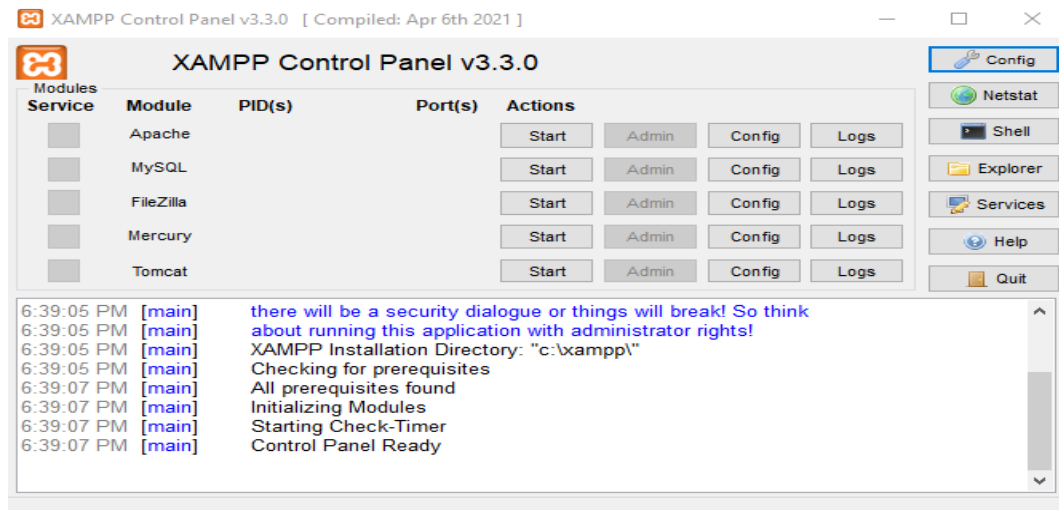 XAMPP Control Panel v3.3.0 [ Compiled: Apr 6th 2021 ]
XAMPP Control Panel v3.3.0
Config
Modules
Service Module PID(s) Port(s) Actions
Netstat
Apache Start Admin Config Logs
Shell
MySQL Start Admin Config Logs
Explorer
FileZilla Start Admin Config Logs
Services
Mercury Start Admin Config Logs
Help
Tomcat Start Admin Config Logs
Quit
6:39:05 PM [main] there will be a security dialogue or things will break! So think
6:39:05 PM [main] about running this application with administrator rights!
6:39:05 PM [main] XAMPP Installation Directory: "c:\xampp\"
6:39:05 PM [main] Checking for prerequisites
6:39:07 PM [main] All prerequisites found
6:39:07 PM [main] Initializing Modules
6:39:07 PM [main] Starting Check-Timer
6:39:07 PM [main] Control Panel Ready